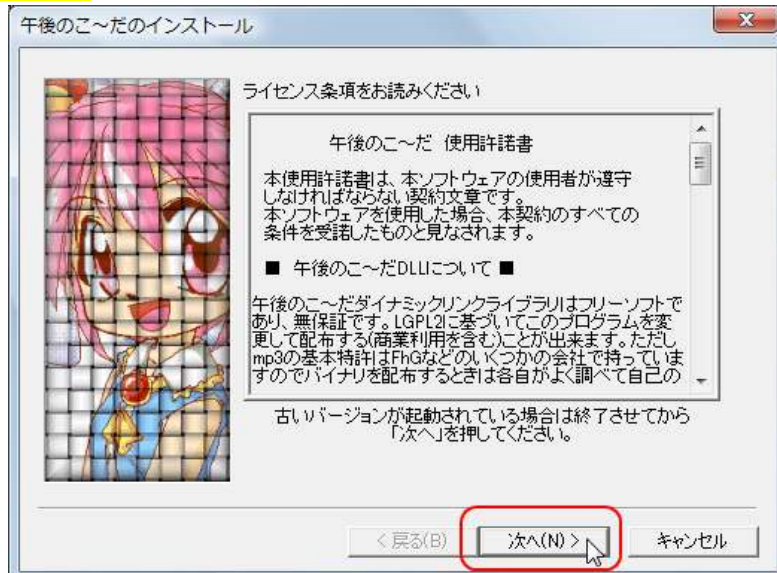 午後のこ～だのインストール
ライセンス条項をお読みください
午後のこ～だ 使用許諾書
本使用許諾書は、本ソフトウェアの使用者が遵守
しなければならない契約文章です。
本ソフトウェアを使用した場合、本契約のすべての
条件を受諾したものと見なされます。
■ 午後のこ～だDLLについて ■
午後のこ～だダイナミックリンクライブラリはフリーソフトで
あり、無保証です。LGPL2に基づいてこのプログラムを変
更して配布する(商業利用を含む)ことが出来ます。ただし
mp3の基本特許はFhGなどのいくつかの会社で持っていま
すのでバイナリを配布するときは各自がよく調べて自己の
古いバージョンが起動されている場合は終了させてから
「次へ」を押してください。
< 戻る(B)
次へ(N) >
キャンセル